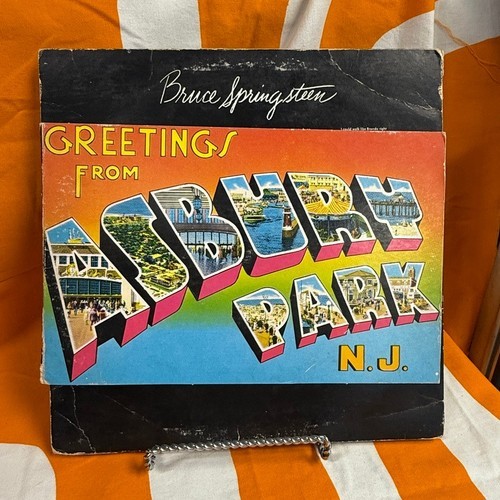 Bruce Springsteen
GREETINGS
FROM
ASBURY
PARK
N.J.